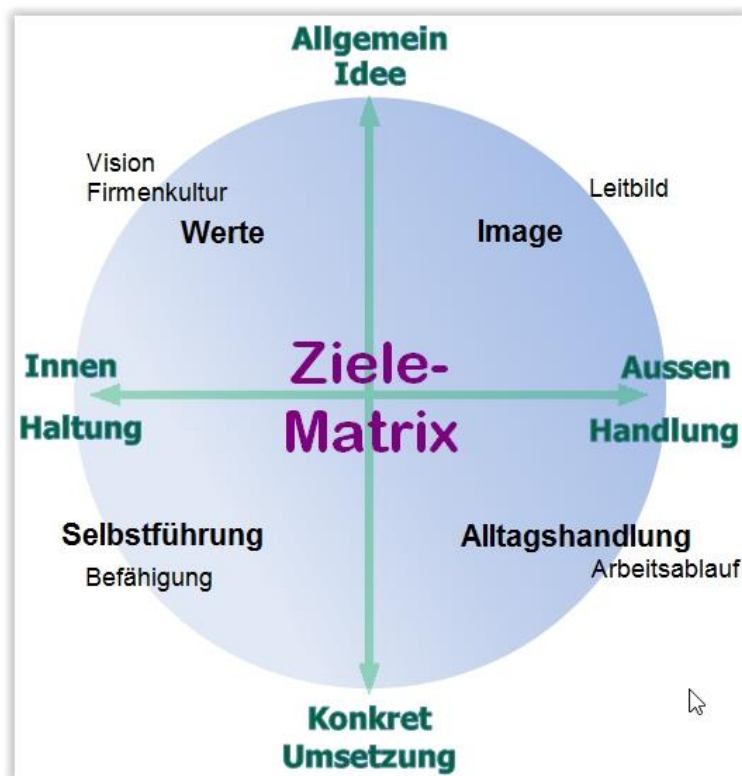 Allgemein
Idee
Vision
Firmenkultur
Leitbild
Werte
Image
Innen
Ziele-
Aussen
Haltung
Matrix
Handlung
Selbstführung
Alltagshandlung
Befähigung
Arbeitsablauf
Konkret
Umsetzung